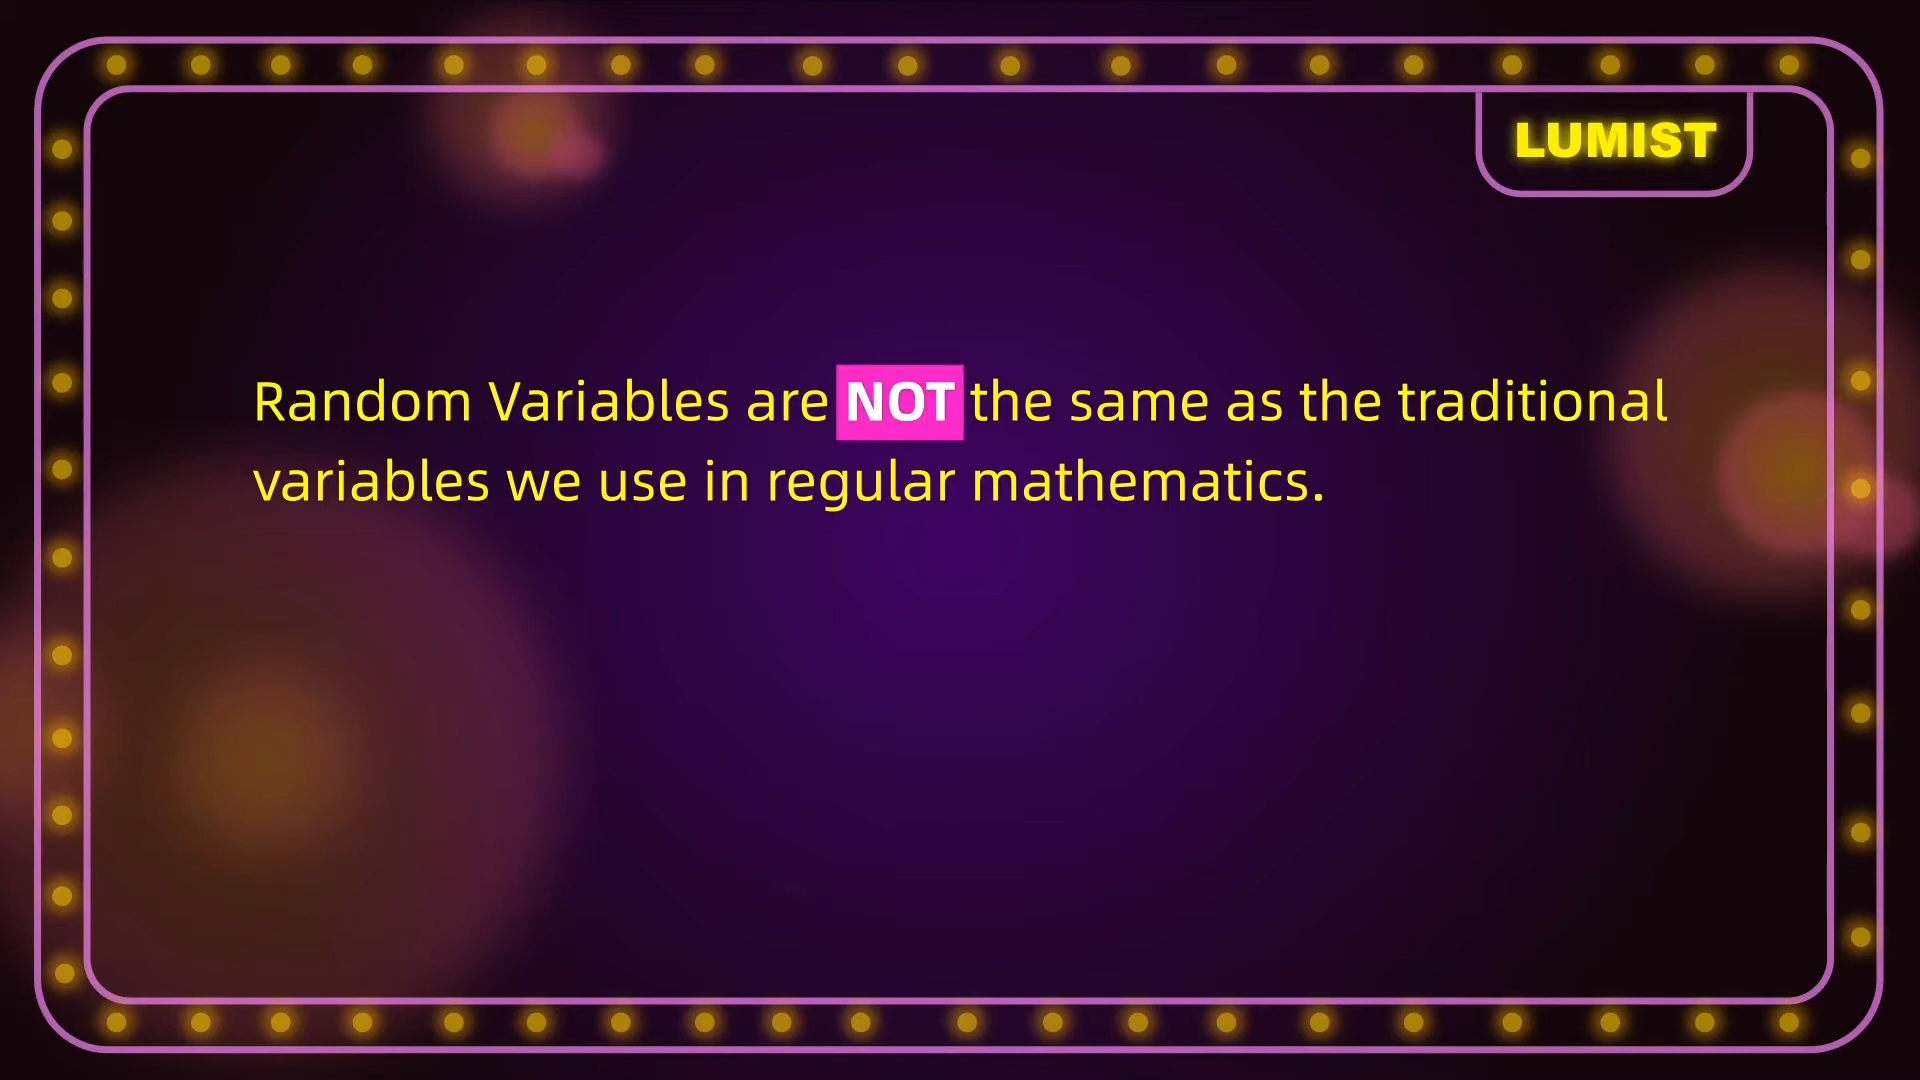 LUMIST
Random Variables are NOT the same as the traditional
variables we use in regular mathematics.